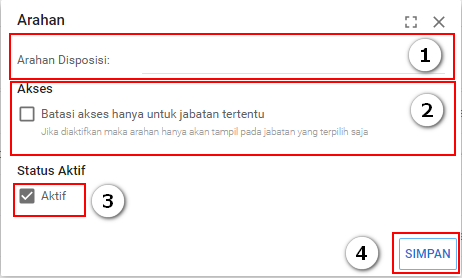 Arahan
Arahan Disposisi:
1
Akses
2
Batasi akses hanya untuk jabatan tertentu
Jika diaktifkan maka arahan hanya akan tampil pada jabatan yang terpilih saja
Status Aktif
Aktif
3
4
SIMPAN